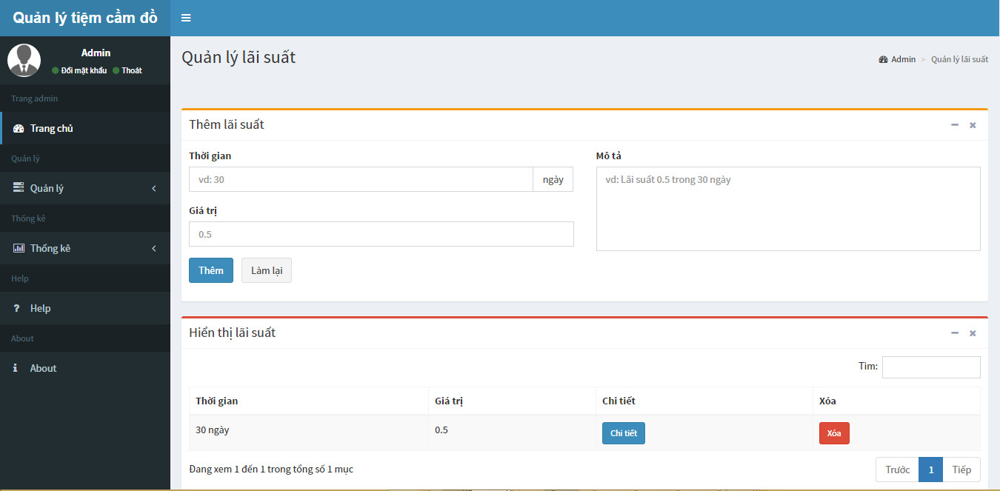 Quản lý tiệm cầm đồ
Admin
Đổi mật khẩu Thoát
Trang admin
Trang chủ
Quản lý
Quản lý
Thống kê
Thống kê
Help
Help
About
About
Quản lý lãi suất
Admin > Quản lý lãi suất
Thêm lãi suất
Thời gian
vd: 30 ngày
Giá trị
0.5
Mô tả
vd: Lãi suất 0.5 trong 30 ngày
Thêm Làm lại
Hiển thị lãi suất
Tìm:
Thời gian Giá trị Chi tiết Xóa
30 ngày 0.5 Chi tiết Xóa
Đang xem 1 đến 1 trong tổng số 1 mục
Trước 1 Tiếp